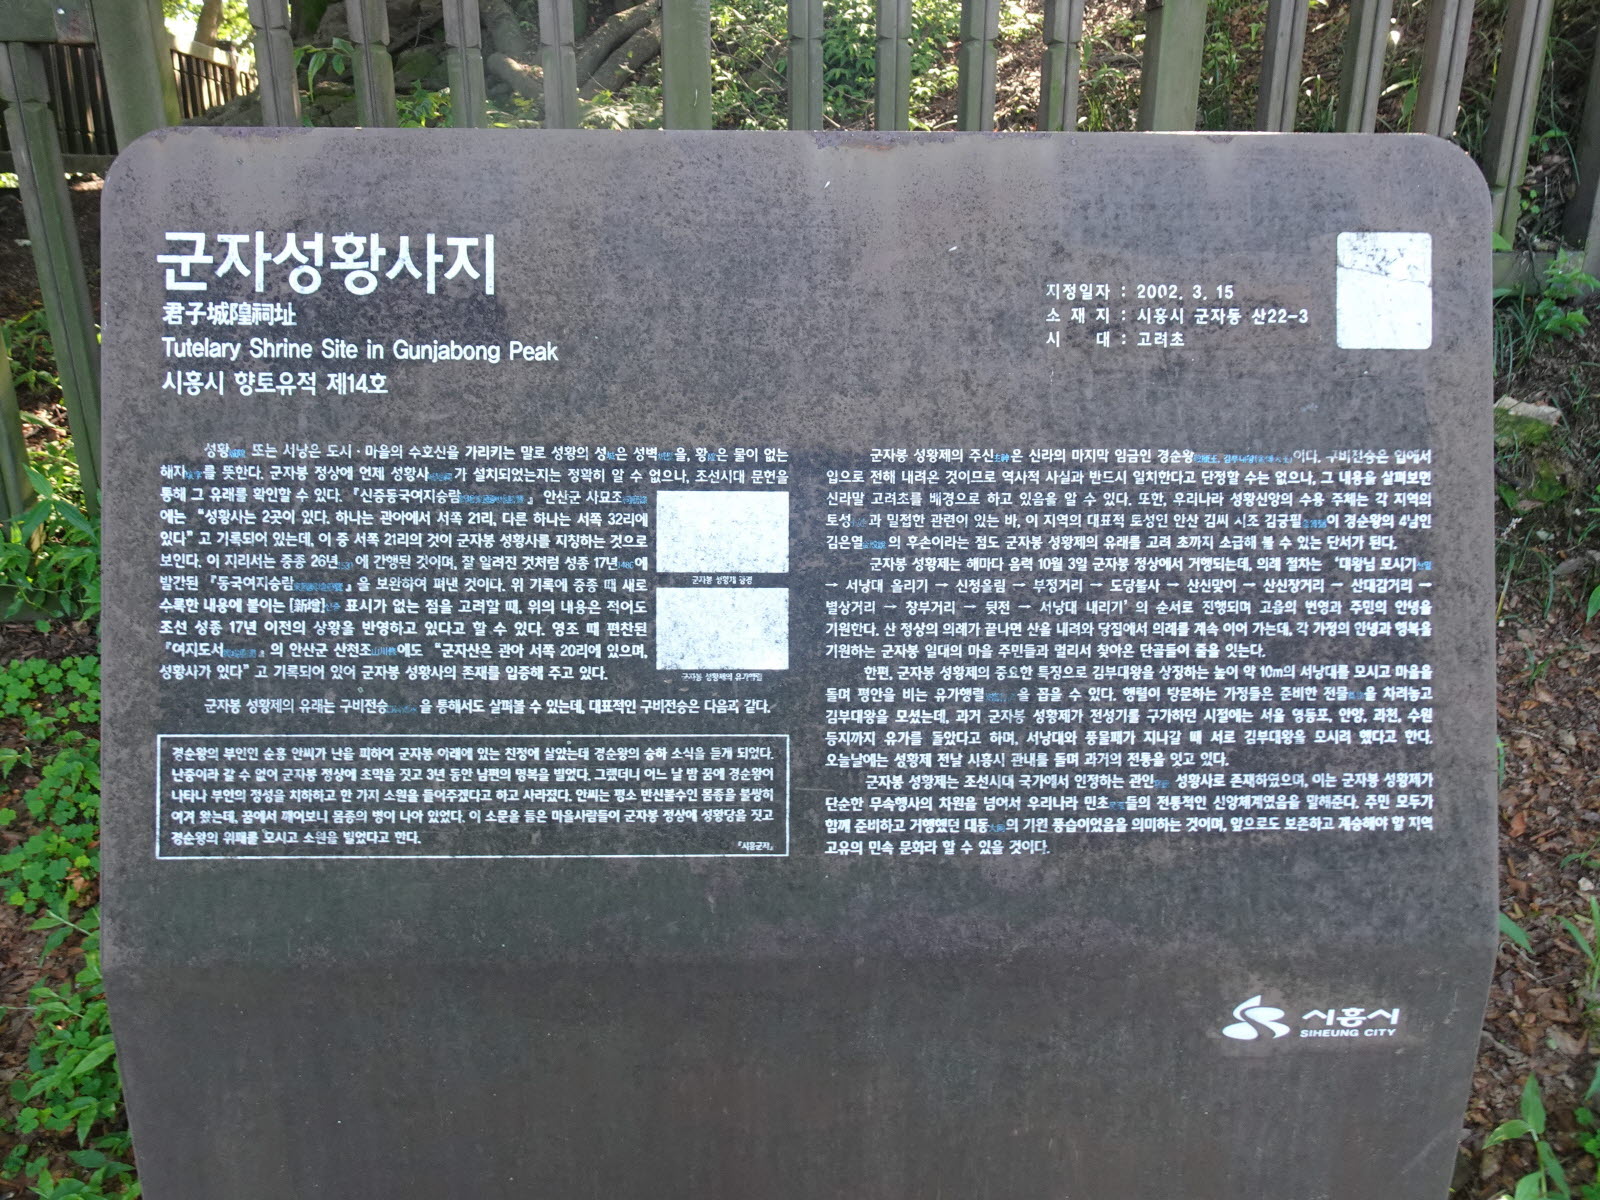 군자성황사지
君子城隍祠址
Tutelary Shrine Site in Gunjabong Peak
시흥시 향토유적 제14호
지정일자 : 2002. 3. 15
소 재 지 : 시흥시 군자동 산22-3
시 대 : 고려초
성황 또는 서낭은 도시 · 마을의 수호신을 가리키는 말로 성황의 성은 성벽을, 황은 물이 없는
해자를 뜻한다. 군자봉 정상에 언제 성황사가 설치되었는지는 정확히 알 수 없으나, 조선시대 문헌을
통해 그 유래를 확인할 수 있다. 『신증동국여지승람』 안산군 사묘조
에는 “성황사는 2곳이 있다. 하나는 관아에서 서쪽 21리, 다른 하나는 서쪽 32리에
있다” 고 기록되어 있는데, 이 중 서쪽 21리의 것이 군자봉 성황사를 지칭하는 것으로
보인다. 이 지리서는 중종 26년에 간행된 것이며, 잘 알려진 것처럼 성종 17년에
발간된 『동국여지승람』을 보완하여 펴낸 것이다. 위 기록에 중종 때 새로
수록한 내용에 붙이는 [新增] 표시가 없는 점을 고려할 때, 위의 내용은 적어도
조선 성종 17년 이전의 상황을 반영하고 있다고 할 수 있다. 영조 때 편찬된
『여지도서』의 안산군 산천조에도 “군자산은 관아 서쪽 20리에 있으며,
성황사가 있다” 고 기록되어 있어 군자봉 성황사의 존재를 입증해 주고 있다.
군자봉 성황제 광경
군자봉 성황제의 유가행렬
군자봉 성황제의 유래는 구비전승을 통해서도 살펴볼 수 있는데, 대표적인 구비전승은 다음과 같다.
경순왕의 부인인 순흥 안씨가 난을 피하여 군자봉 아래에 있는 친정에 살았는데 경순왕의 승하 소식을 듣게 되었다.
난중이라 갈 수 없이 군자봉 정상에 초막을 짓고 3년 동안 남편의 명복을 빌었다. 그랬더니 어느 날 밤 꿈에 경순왕이
나타나 부인의 정성을 치하하고 한 가지 소원을 들어주겠다고 하고 사라졌다. 안씨는 평소 반신불수인 몸종을 불쌍히
여겨 왔는데, 꿈에서 깨어보니 몸종의 병이 나아 있었다. 이 소문을 들은 마을사람들이 군자봉 정상에 성황당을 짓고
경순왕의 위패를 모시고 소원을 빌었다고 한다.
『시흥군지』
군자봉 성황제의 주신은 신라의 마지막 임금인 경순왕이다. 구비전승은 입에서
입으로 전해 내려온 것이므로 역사적 사실과 반드시 일치한다고 단정할 수는 없으나, 그 내용을 살펴보면
신라말 고려초를 배경으로 하고 있음을 알 수 있다. 또한, 우리나라 성황신앙의 수용 주체는 각 지역의
토성과 밀접한 관련이 있는 바, 이 지역의 대표적 토성인 안산 김씨 시조 김긍필이 경순왕의 4남인
김은열의 후손이라는 점도 군자봉 성황제의 유래를 고려 초까지 소급해 볼 수 있는 단서가 된다.
군자봉 성황제는 해마다 음력 10월 3일 군자봉 정상에서 거행되는데, 의례 절차는 ‘대왕님 모시기
→ 서낭대 올리기 → 신청울림 → 부정거리 → 도당불사 → 산신맞이 → 산신장거리 → 산대감거리 →
별상거리 → 창부거리 → 뒷전 → 서낭대 내리기’ 의 순서로 진행되며 고을의 번영과 주민의 안녕을
기원한다. 산 정상의 의례가 끝나면 산을 내려와 당집에서 의례를 계속 이어 가는데, 각 가정의 안녕과 행복을
기원하는 군자봉 일대의 마을 주민들과 멀리서 찾아온 단골들이 줄을 잇는다.
한편, 군자봉 성황제의 중요한 특징으로 김부대왕을 상징하는 높이 약 10m의 서낭대를 모시고 마을을
돌며 평안을 비는 유가행렬을 꼽을 수 있다. 행렬이 방문하는 가정들은 준비한 전물을 차려놓고
김부대왕을 모셨는데, 과거 군자봉 성황제가 전성기를 구가하던 시절에는 서울 영등포, 안양, 과천, 수원
등지까지 유가를 돌았다고 하며, 서낭대와 풍물패가 지나갈 때 서로 김부대왕을 모시려 했다고 한다.
오늘날에는 성황제 전날 시흥시 관내를 돌며 과거의 전통을 잇고 있다.
군자봉 성황제는 조선시대 국가에서 인정하는 관인 성황사로 존재하였으며, 이는 군자봉 성황제가
단순한 무속행사의 차원을 넘어서 우리나라 민초들의 전통적인 신앙체계였음을 말해준다. 주민 모두가
함께 준비하고 거행했던 대동의 기원 풍습이었음을 의미하는 것이며, 앞으로도 보존하고 계승해야 할 지역
고유의 민속 문화라 할 수 있을 것이다.
시흥시
SIHEUNG CITY